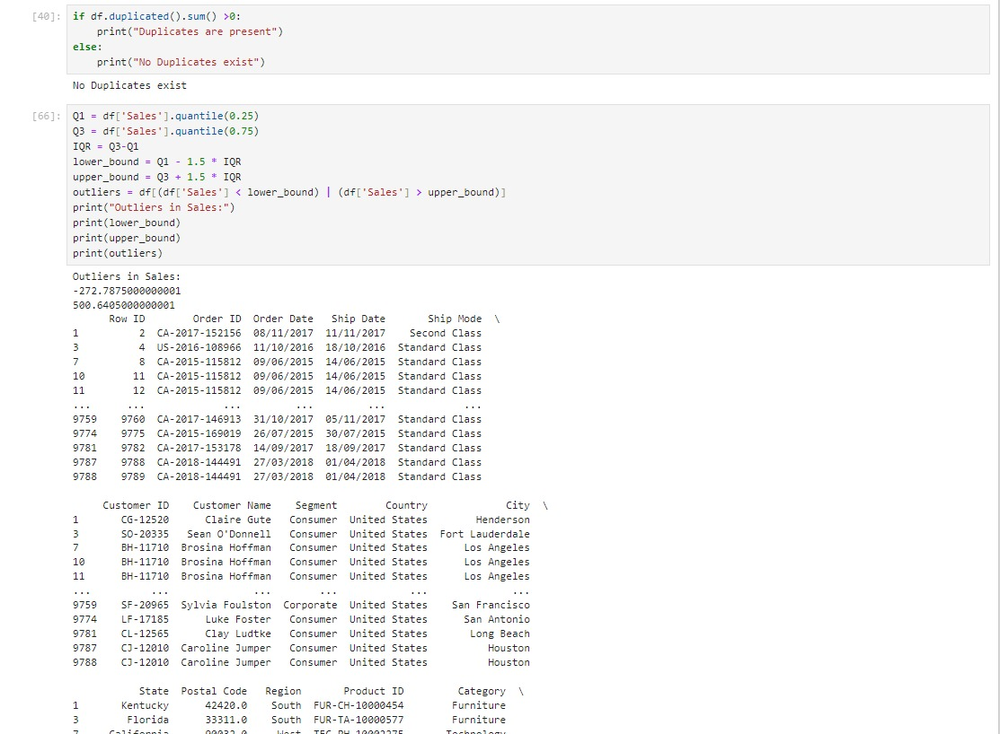 [40]: if df.duplicated().sum() >0:
print("Duplicates are present")
else:
print("No Duplicates exist")
No Duplicates exist
[66]: Q1 = df['Sales'].quantile(0.25)
Q3 = df['Sales'].quantile(0.75)
IQR = Q3-Q1
lower_bound = Q1 - 1.5 * IQR
upper_bound = Q3 + 1.5 * IQR
outliers = df[(df['Sales'] < lower_bound) | (df['Sales'] > upper_bound)]
print("Outliers in Sales:")
print(lower_bound)
print(upper_bound)
print(outliers)
Outliers in Sales:
-272.7875000000001
500.6405000000001
Row ID Order ID Order Date Ship Date Ship Mode \
1 2 CA-2017-152156 08/11/2017 11/11/2017 Second Class
3 4 US-2016-108966 11/10/2016 18/10/2016 Standard Class
7 8 CA-2015-115812 09/06/2015 14/06/2015 Standard Class
10 11 CA-2015-115812 09/06/2015 14/06/2015 Standard Class
11 12 CA-2015-115812 09/06/2015 14/06/2015 Standard Class
... ... ... ... ... ...
9759 9760 CA-2017-146913 31/10/2017 05/11/2017 Standard Class
9774 9775 CA-2015-169019 26/07/2015 30/07/2015 Standard Class
9781 9782 CA-2017-153178 14/09/2017 18/09/2017 Standard Class
9787 9788 CA-2018-144491 27/03/2018 01/04/2018 Standard Class
9788 9789 CA-2018-144491 27/03/2018 01/04/2018 Standard Class
Customer ID Customer Name Segment Country City \
1 CG-12520 Claire Gute Consumer United States Henderson
3 SO-20335 Sean O'Donnell Consumer United States Fort Lauderdale
7 BH-11710 Brosina Hoffman Consumer United States Los Angeles
10 BH-11710 Brosina Hoffman Consumer United States Los Angeles
11 BH-11710 Brosina Hoffman Consumer United States Los Angeles
... ... ... ... ... ...
9759 SF-20965 Sylvia Foulston Corporate United States San Francisco
9774 LF-17185 Luke Foster Consumer United States San Antonio
9781 CL-12565 Clay Ludtke Consumer United States Long Beach
9787 CJ-12010 Caroline Jumper Consumer United States Houston
9788 CJ-12010 Caroline Jumper Consumer United States Houston
State Postal Code Region Product ID Category \
1 Kentucky 42420.0 South FUR-CH-10000454 Furniture
3 Florida 33311.0 South FUR-TA-10000577 Furniture
7 California 90032.0 West TEC-PH-10002275 Technology